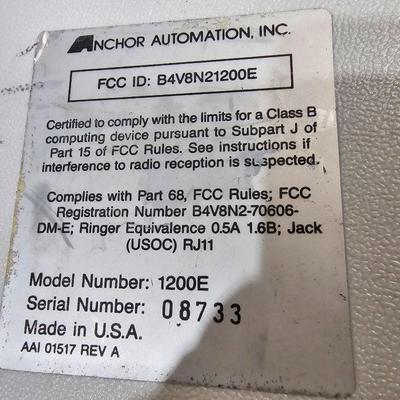 ANCHOR AUTOMATION, INC.
FCC ID: B4V8N21200E
Certified to comply with the limits for a Class B
computing device pursuant to Subpart J of
Part 15 of FCC Rules. See instructions if
interference to radio reception is suspected.
Complies with Part 68, FCC Rules; FCC
Registration Number B4V8N2-70606-
DM-E; Ringer Equivalence 0.5A 1.6B; Jack
(USOC) RJ11
Model Number: 1200E
Serial Number: 08733
Made in U.S.A.
AAI 01517 REV A